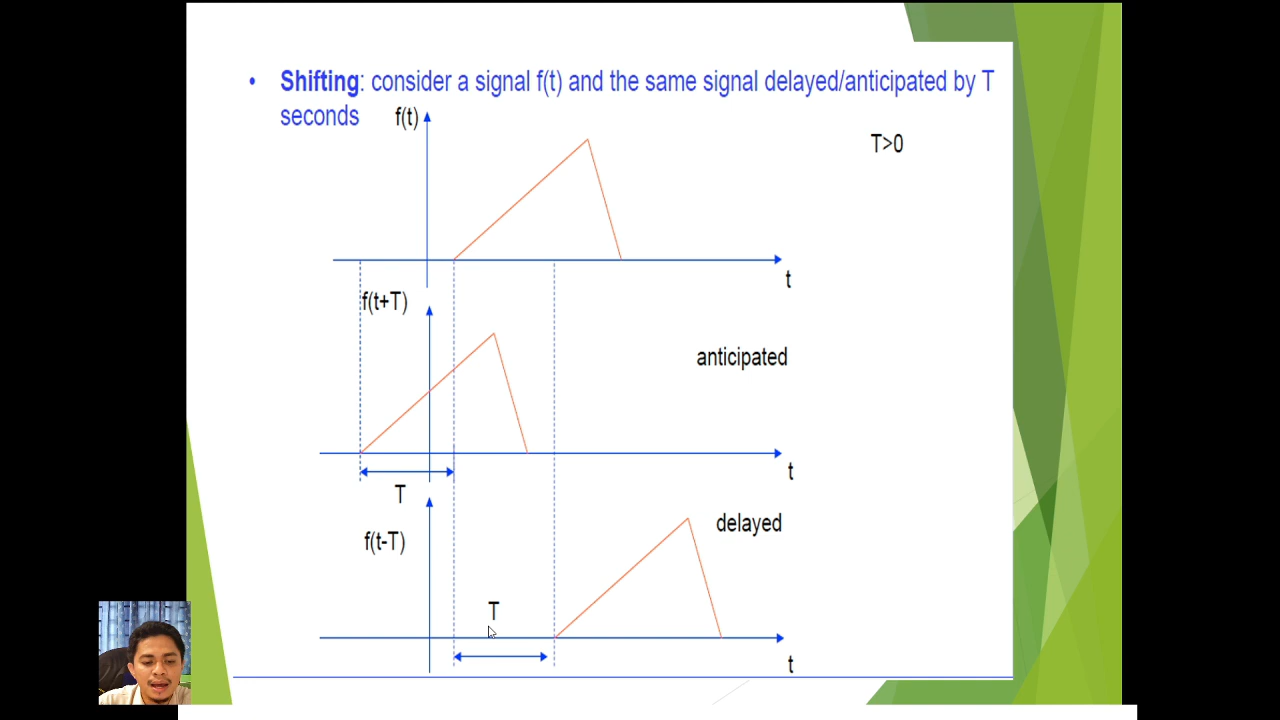 • Shifting: consider a signal f(t) and the same signal delayed/anticipated by T
seconds
f(t)
T>0
t
f(t+T)
anticipated
t
T
delayed
f(t-T)
T
t